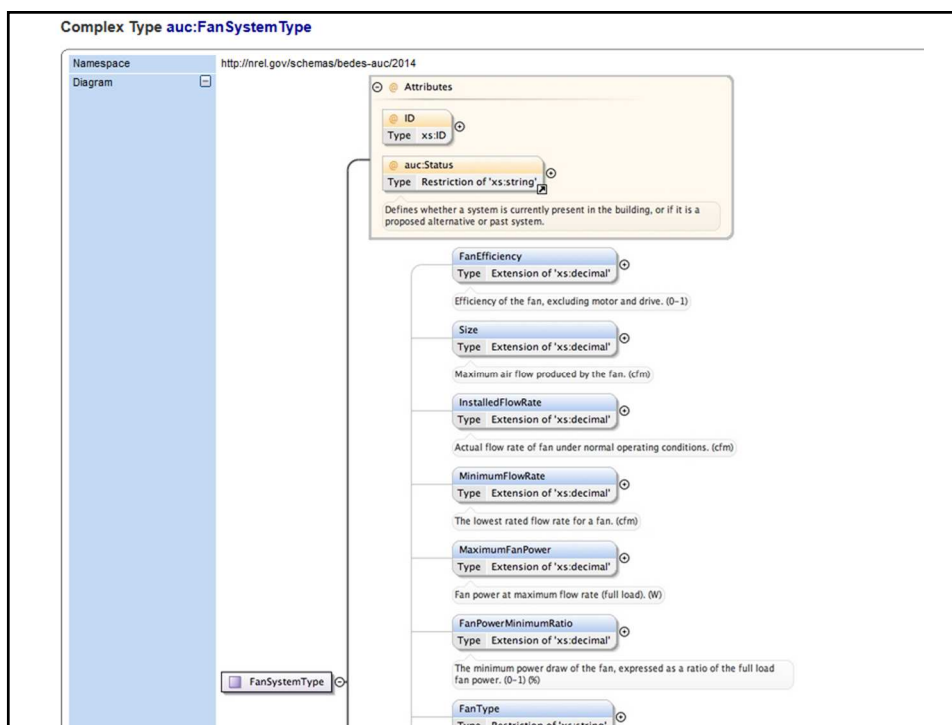 Complex Type auc:FanSystemType
Namespace
http://nrel.gov/schemas/bedes-auc/2014
Diagram
@ Attributes
@ ID
Type xs:ID
@ auc:Status
Type Restriction of 'xs:string'
Defines whether a system is currently present in the building, or if it is a
proposed alternative or past system.
FanEfficiency
Type Extension of 'xs:decimal'
Efficiency of the fan, excluding motor and drive. (0-1)
Size
Type Extension of 'xs:decimal'
Maximum air flow produced by the fan. (cfm)
InstalledFlowRate
Type Extension of 'xs:decimal'
Actual flow rate of fan under normal operating conditions. (cfm)
MinimumFlowRate
Type Extension of 'xs:decimal'
The lowest rated flow rate for a fan. (cfm)
MaximumFanPower
Type Extension of 'xs:decimal'
Fan power at maximum flow rate (full load). (W)
FanPowerMinimumRatio
Type Extension of 'xs:decimal'
The minimum power draw of the fan, expressed as a ratio of the full load
fan power. (0-1) (%)
FanSystemType
FanType
Type Restriction of 'xs:string'